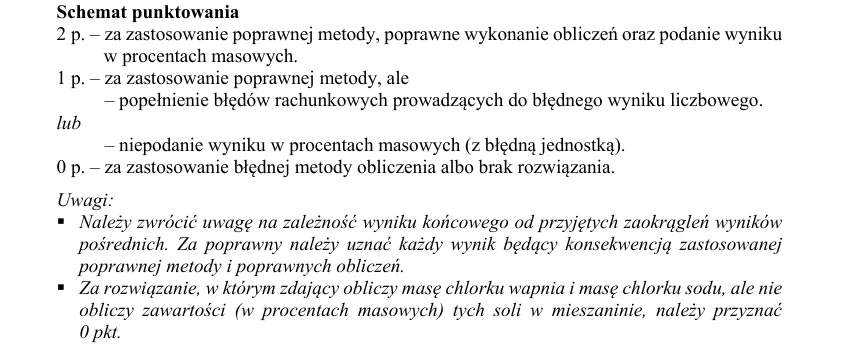 Schemat punktowania
2 p. – za zastosowanie poprawnej metody, poprawne wykonanie obliczeń oraz podanie wyniku
w procentach masowych.
1 p. – za zastosowanie poprawnej metody, ale
– popełnienie błędów rachunkowych prowadzących do błędnego wyniku liczbowego.
lub
– niepodanie wyniku w procentach masowych (z błędną jednostką).
0 p. – za zastosowanie błędnej metody obliczenia albo brak rozwiązania.
Uwagi:
▪ Należy zwrócić uwagę na zależność wyniku końcowego od przyjętych zaokrągleń wyników
pośrednich. Za poprawny należy uznać każdy wynik będący konsekwencją zastosowanej
poprawnej metody i poprawnych obliczeń.
▪ Za rozwiązanie, w którym zdający obliczy masę chlorku wapnia i masę chlorku sodu, ale nie
obliczy zawartości (w procentach masowych) tych soli w mieszaninie, należy przyznać
0 pkt.